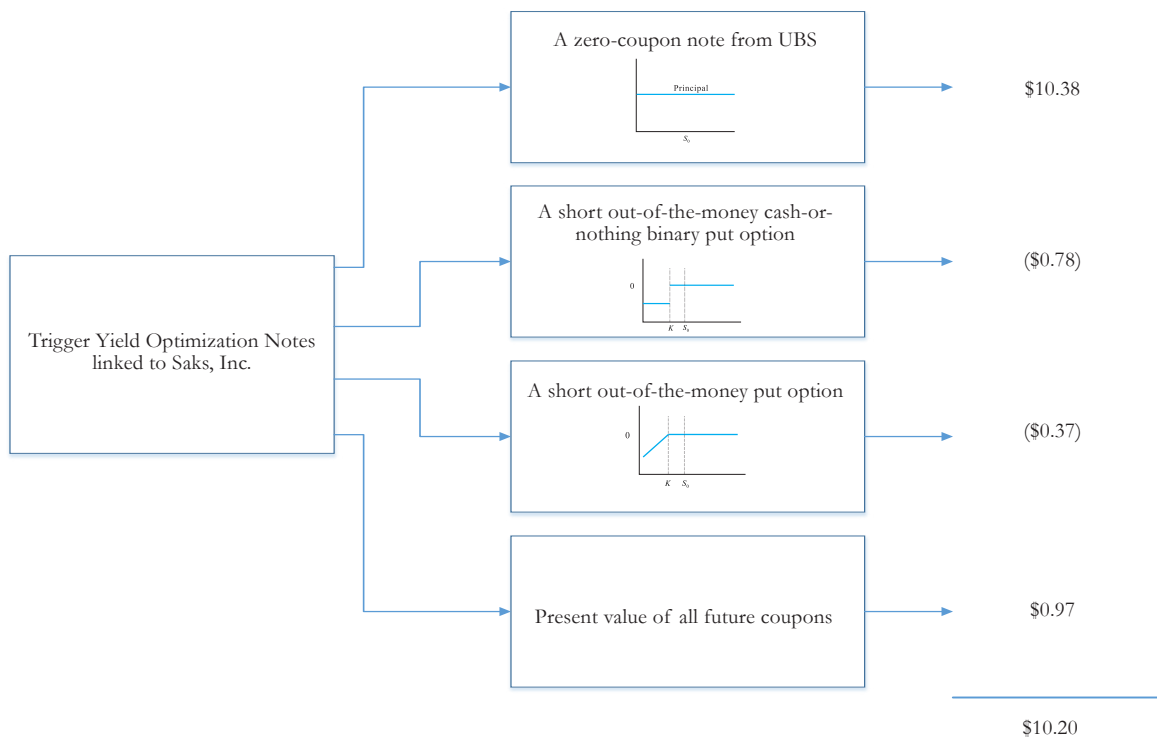 A zero-coupon note from UBS
Principal
S₀
$10.38
A short out-of-the-money cash-or-
nothing binary put option
0
K S₀
($0.78)
Trigger Yield Optimization Notes
linked to Saks, Inc.
A short out-of-the-money put option
0
K S₀
($0.37)
Present value of all future coupons
$0.97
$10.20